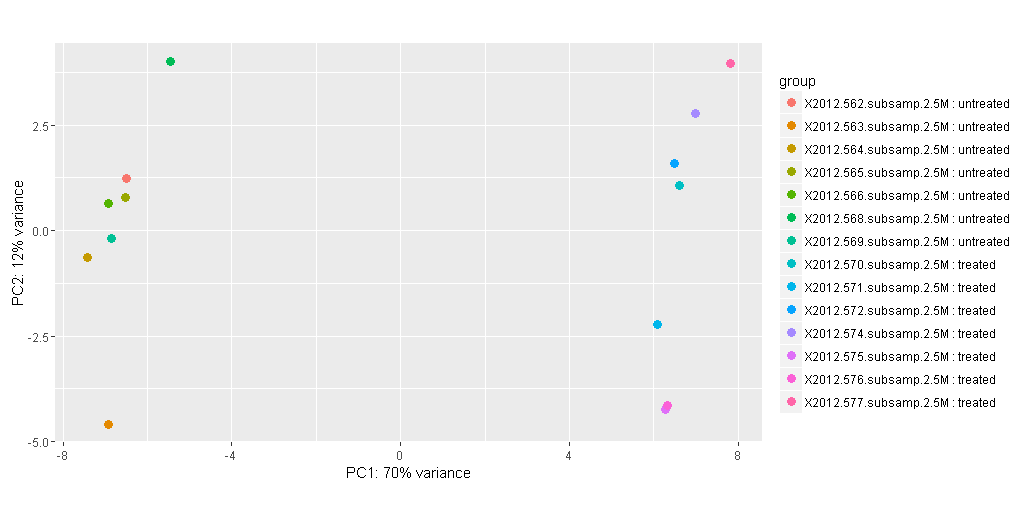 group
X2012.562.subsamp.2.5M : untreated
X2012.563.subsamp.2.5M : untreated
X2012.564.subsamp.2.5M : untreated
X2012.565.subsamp.2.5M : untreated
X2012.566.subsamp.2.5M : untreated
X2012.568.subsamp.2.5M : untreated
X2012.569.subsamp.2.5M : untreated
X2012.570.subsamp.2.5M : treated
X2012.571.subsamp.2.5M : treated
X2012.572.subsamp.2.5M : treated
X2012.574.subsamp.2.5M : treated
X2012.575.subsamp.2.5M : treated
X2012.576.subsamp.2.5M : treated
X2012.577.subsamp.2.5M : treated
PC2: 12% variance
2.5
0.0
-2.5
-5.0
-8 -4 0 4 8
PC1: 70% variance